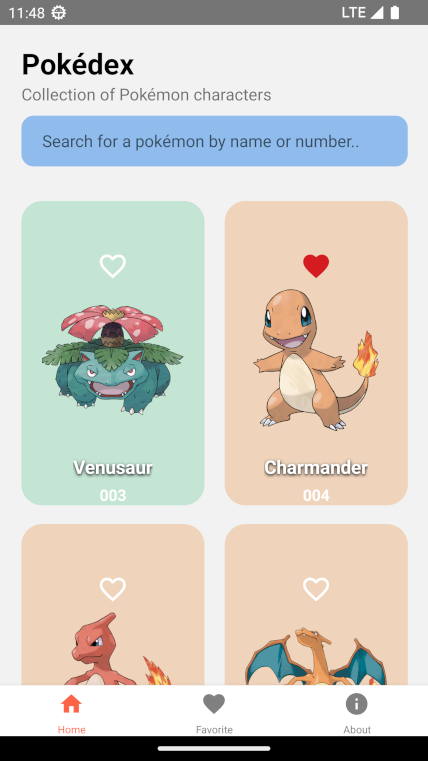 11:48 LTE
Pokédex
Collection of Pokémon characters
Search for a pokémon by name or number..
Venusaur
003
Charmander
004
Home
Favorite
About